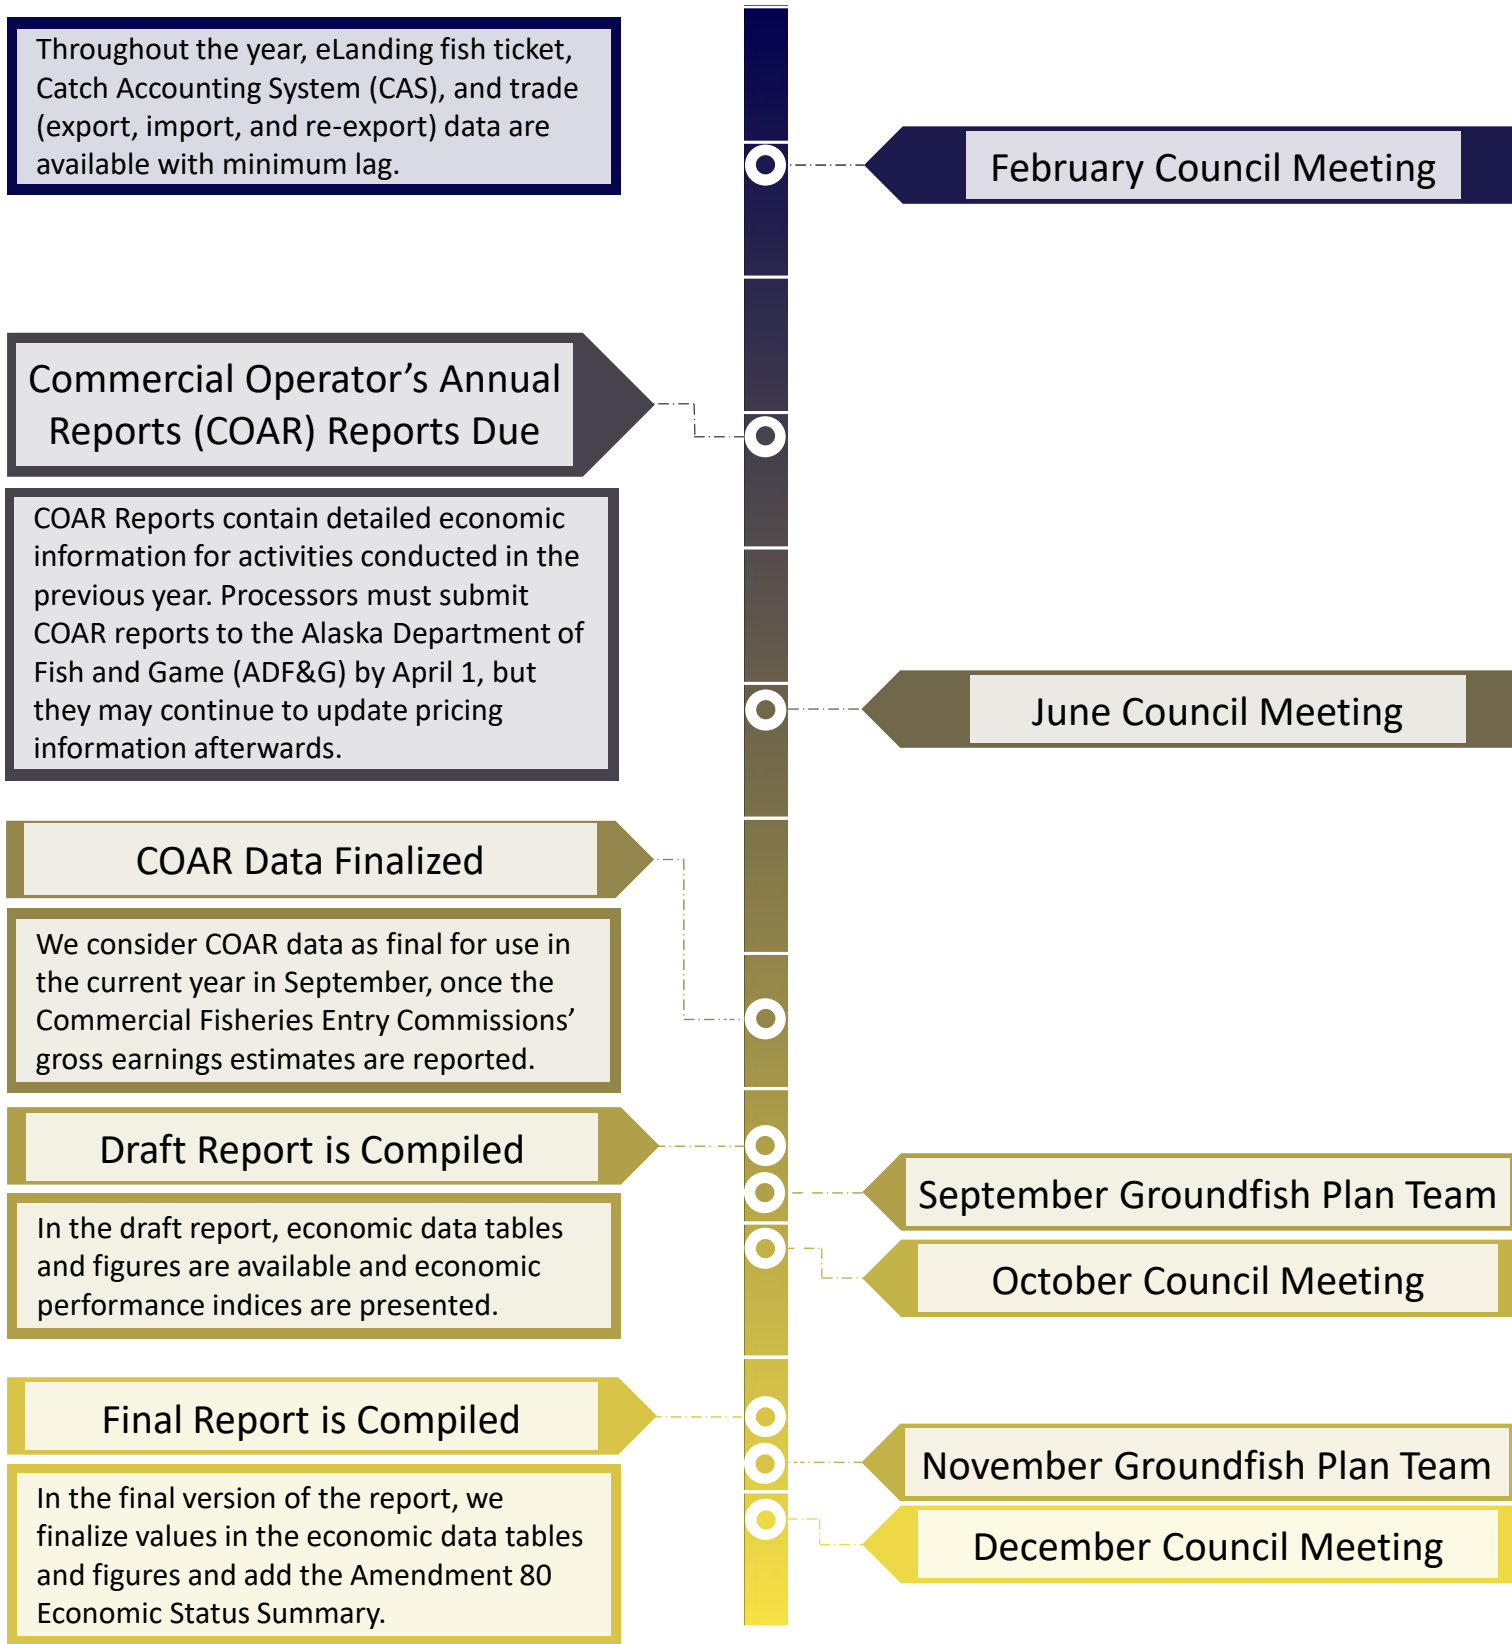 Throughout the year, eLanding fish ticket,
Catch Accounting System (CAS), and trade
(export, import, and re-export) data are
available with minimum lag.
February Council Meeting
Commercial Operator's Annual
Reports (COAR) Reports Due
COAR Reports contain detailed economic
information for activities conducted in the
previous year. Processors must submit
COAR reports to the Alaska Department of
Fish and Game (ADF&G) by April 1, but
they may continue to update pricing
information afterwards.
June Council Meeting
COAR Data Finalized
We consider COAR data as final for use in
the current year in September, once the
Commercial Fisheries Entry Commissions'
gross earnings estimates are reported.
Draft Report is Compiled
In the draft report, economic data tables
and figures are available and economic
performance indices are presented.
September Groundfish Plan Team
October Council Meeting
Final Report is Compiled
In the final version of the report, we
finalize values in the economic data tables
and figures and add the Amendment 80
Economic Status Summary.
November Groundfish Plan Team
December Council Meeting